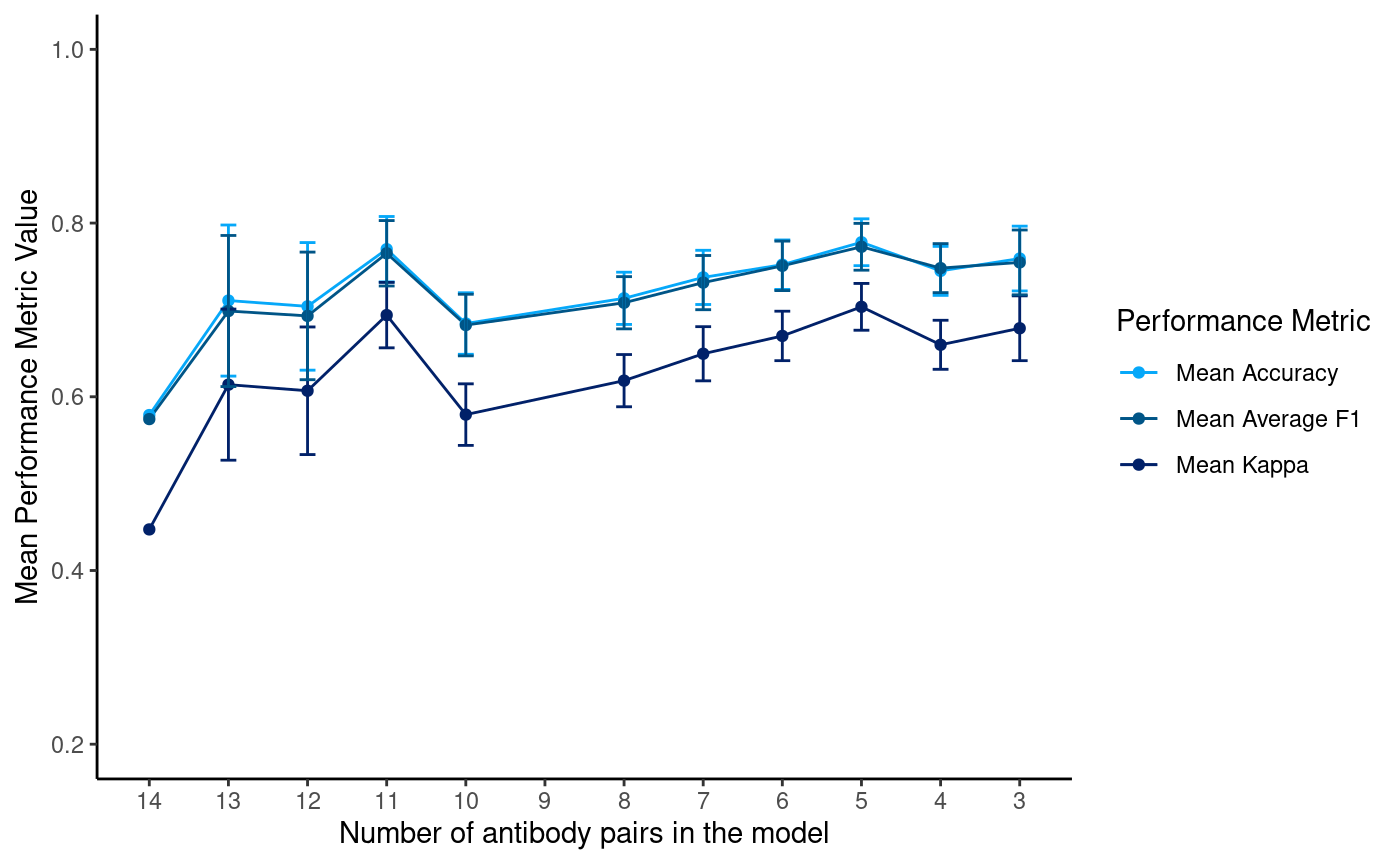 Mean Performance Metric Value
1.0
0.8
0.6
0.4
0.2
14 13 12 11 10 9 8 7 6 5 4 3
Number of antibody pairs in the model
Performance Metric
Mean Accuracy
Mean Average F1
Mean Kappa